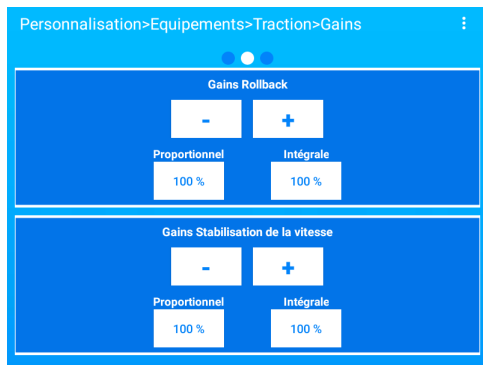 Personnalisation>Equipements>Traction>Gains
Gains Rollback
- +
Proportionnel Intégrale
100 % 100 %
Gains Stabilisation de la vitesse
- +
Proportionnel Intégrale
100 % 100 %